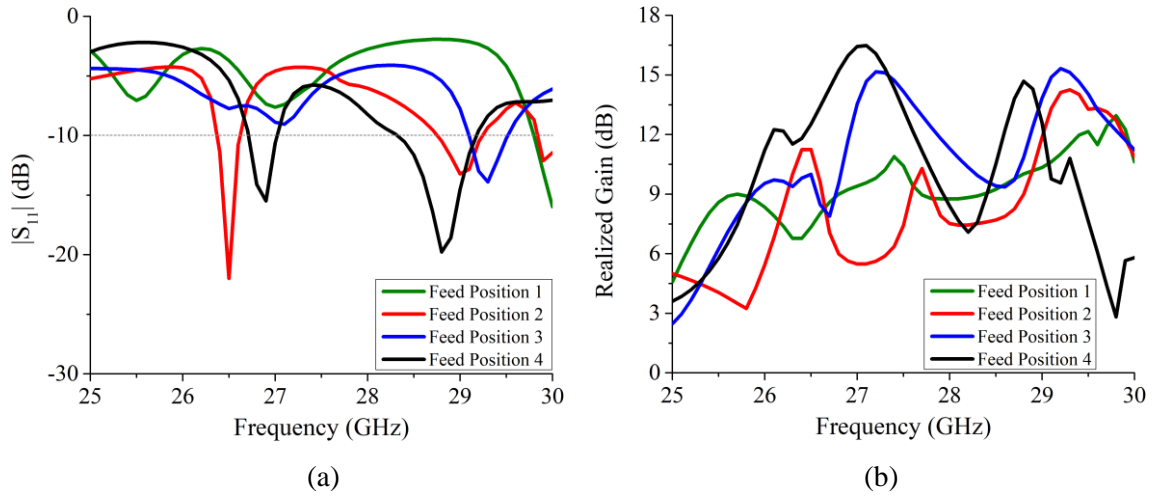 0
-10
-20
-30
|S11| (dB)
Feed Position 1
Feed Position 2
Feed Position 3
Feed Position 4
25 26 27 28 29 30
Frequency (GHz)
(a)
18
15
12
9
6
3
0
Realized Gain (dB)
Feed Position 1
Feed Position 2
Feed Position 3
Feed Position 4
25 26 27 28 29 30
Frequency (GHz)
(b)